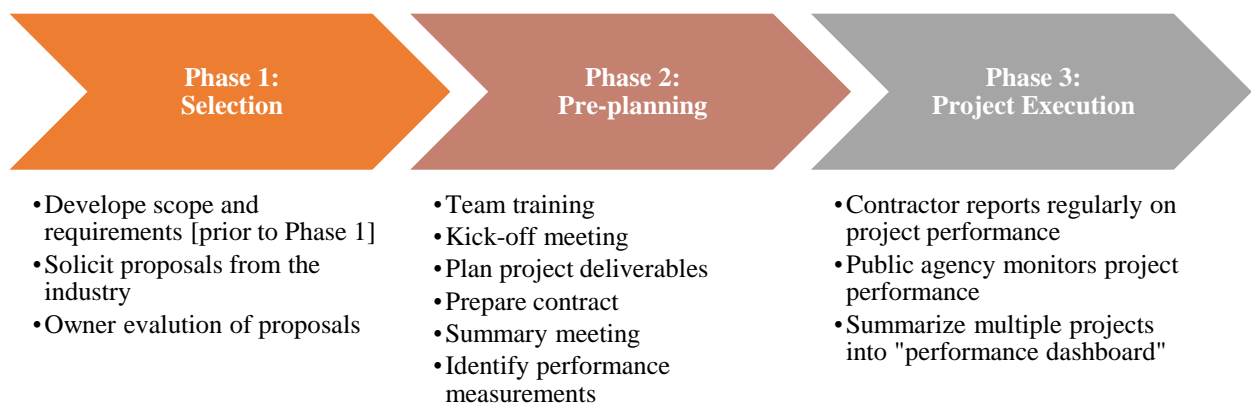 Phase 1:
Selection
•Develope scope and
requirements [prior to Phase 1]
•Solicit proposals from the
industry
•Owner evalution of proposals
Phase 2:
Pre-planning
•Team training
•Kick-off meeting
•Plan project deliverables
•Prepare contract
•Summary meeting
•Identify performance
measurements
Phase 3:
Project Execution
•Contractor reports regularly on
project performance
•Public agency monitors project
performance
•Summarize multiple projects
into "performance dashboard"